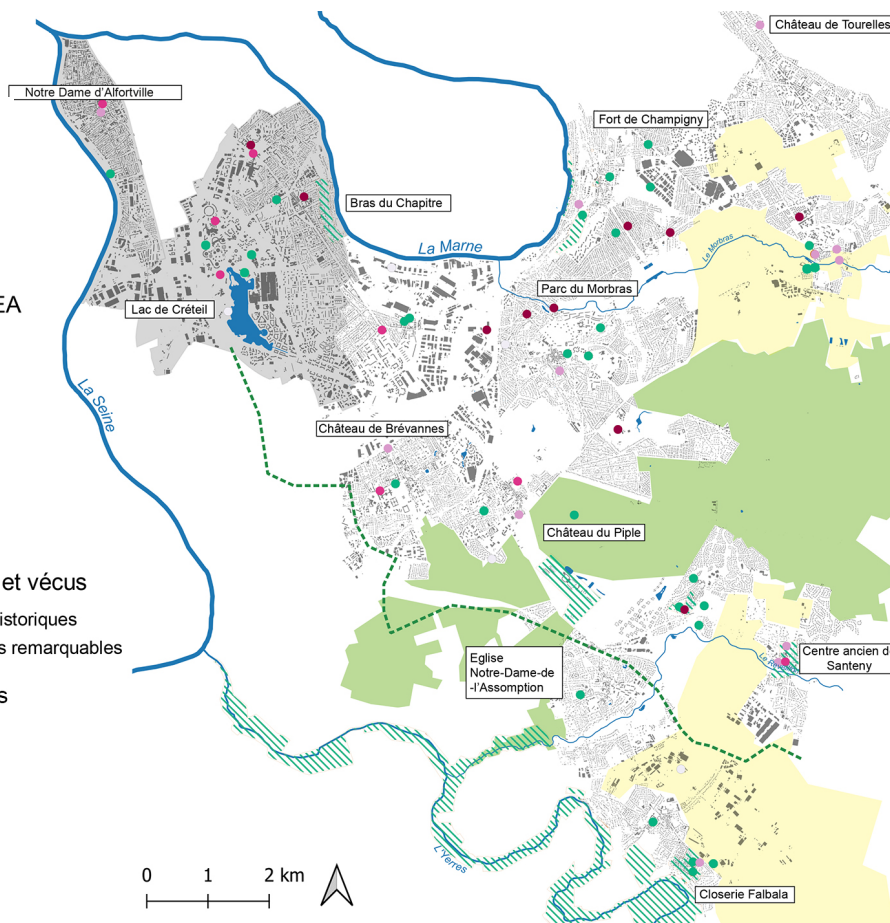 Château de Tourelles
Notre Dame d'Alfortville
Fort de Champigny
Bras du Chapitre
La Marne
Le Morbras
Parc du Morbras
EA
Lac de Créteil
La Seine
Château de Brévannes
Château du Piple
et vécus
istoriques
s remarquables
s
Eglise
Notre-Dame-de
-l'Assomption
Centre ancien de
Santeny
L'Yerres
0 1 2 km
Closerie Falbala